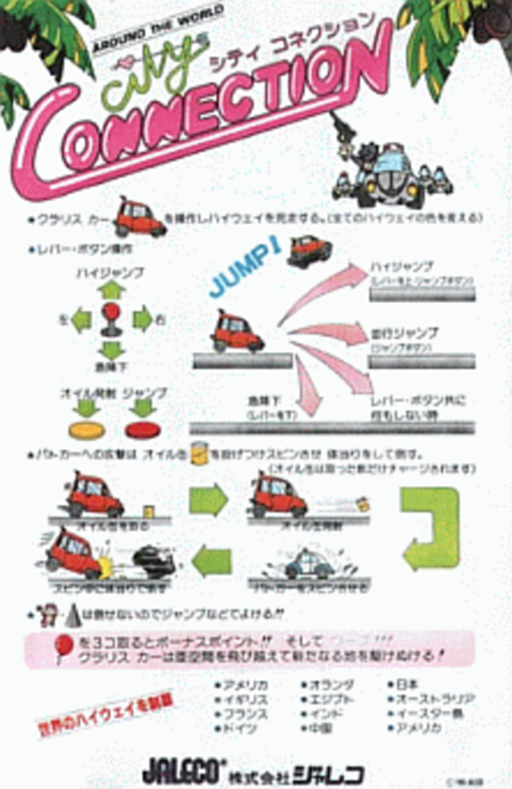 AROUND THE WORLD
city
シティ コネクション
CONNECTION
★クラリス カー を操作しハイウェイを完走する。(全てのハイウェイの色を変える)
★レバー・ボタン操作
ハイジャンプ
左 右
急降下
オイル発射 ジャンプ
JUMP!
ハイジャンプ
(レバーを上・ジャンプボタン)
並行ジャンプ
(ジャンプボタン)
急降下
(レバーを下)
レバー・ボタン共に
何もしない時
★パトカーへの攻撃は オイル缶 を投げつけスピンさせ 体当りをして倒す。
(オイル缶は取った数だけチャージされます)
オイル缶を取る
オイル缶発射
スピン中に体当りで倒す
パトカーをスピンさせる
★ ・ は倒せないのでジャンプなどでよける!!
を3コ取るとボーナスポイント!! そして ワープ!!!
クラリス カーは亜空間を飛び越えて新たなる地を駆けぬける!
世界のハイウェイを制覇
●アメリカ ●オランダ ●日本
●イギリス ●エジプト ●オーストラリア
●フランス ●インド ●イースター島
●ドイツ ●中国 ●アメリカ
JALECO® 株式会社ジャレコ